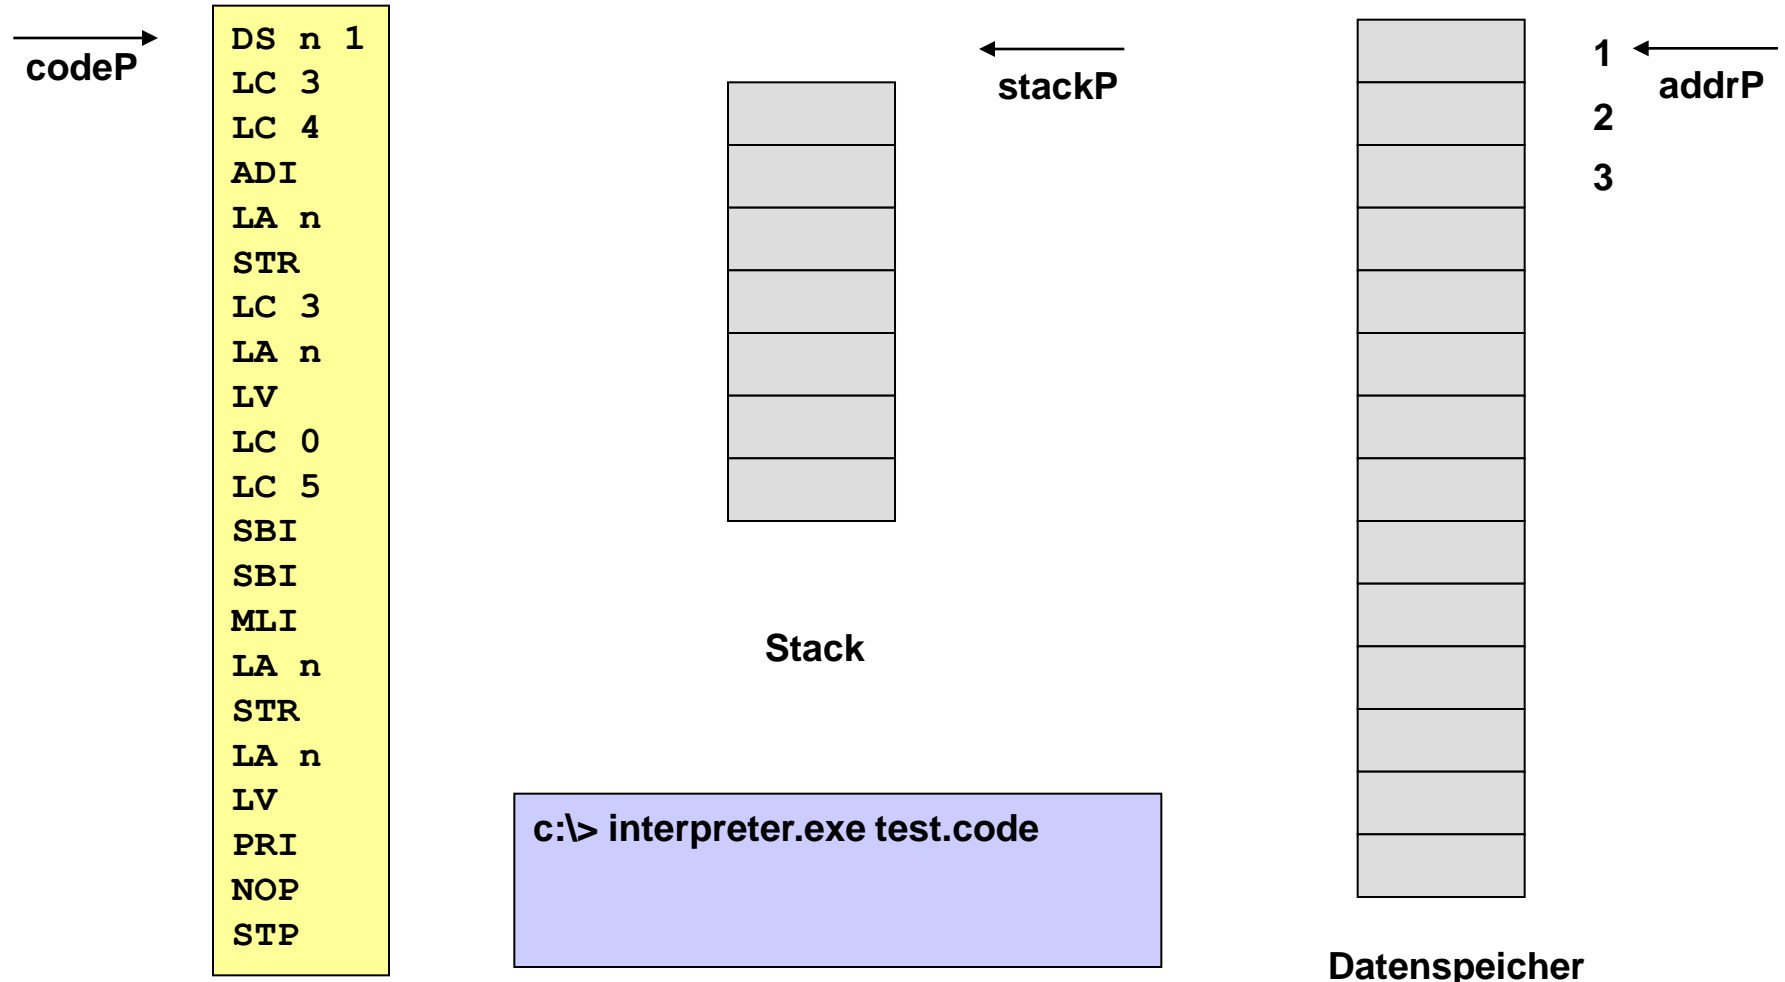 codeP
DS n 1
LC 3
LC 4
ADI
LA n
STR
LC 3
LA n
LV
LC 0
LC 5
SBI
SBI
MLI
LA n
STR
LA n
LV
PRI
NOP
STP
stackP
Stack
c:\> interpreter.exe test.code
1
2
3
addrP
Datenspeicher